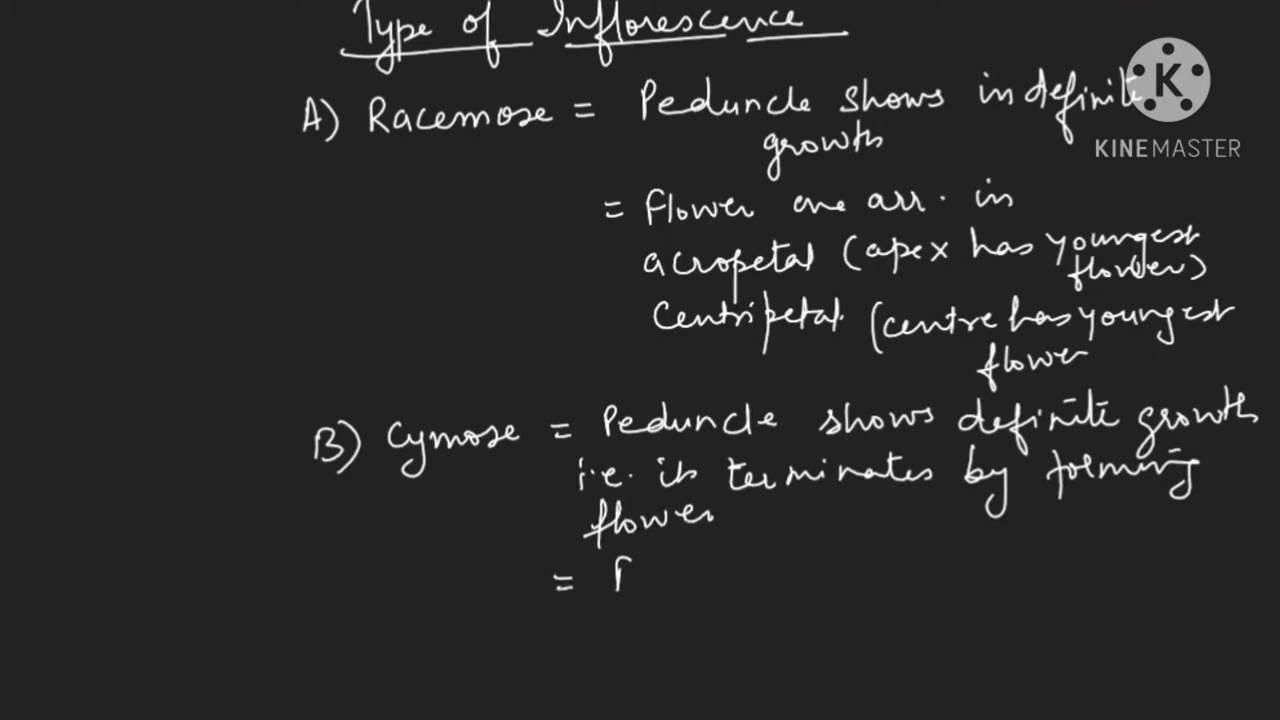 Type of Inflorescence
A) Racemose = Peduncle shows indefinite
growth
= Flower are arr. in
acropetal (apex has youngest
flower)
Centripetal. (centre has youngest
flower
B) Cymose = Peduncle shows definite growth
i.e. it terminates by forming
flower
=
K
KINEMASTER